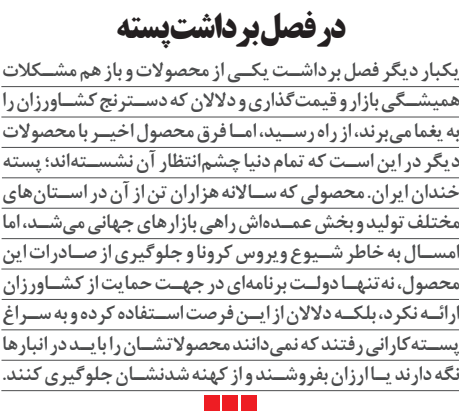 در فصل برداشت پسته
یکبار دیگر فصل برداشت یکی از محصولات و باز هم مشکلات
همیشگی بازار و قیمت‌گذاری و دلالان که دسترنج کشاورزان را
به یغما می‌برند، از راه رسید، اما فرق محصول اخیر با محصولات
دیگر در این است که تمام دنیا چشم‌انتظار آن نشسته‌اند؛ پسته
خندان ایران. محصولی که سالانه هزاران تن از آن در استان‌های
مختلف تولید و بخش عمده‌اش راهی بازارهای جهانی می‌شد، اما
امسال به خاطر شیوع ویروس کرونا و جلوگیری از صادرات این
محصول، نه‌تنها دولت برنامه‌ای در جهت حمایت از کشاورزان
ارائه نکرد، بلکه دلالان از این فرصت استفاده کرده و به سراغ
پسته‌کارانی رفتند که نمی‌دانند محصولاتشان را باید در انبارها
نگه دارند یا ارزان بفروشند و از کهنه شدنشان جلوگیری کنند.